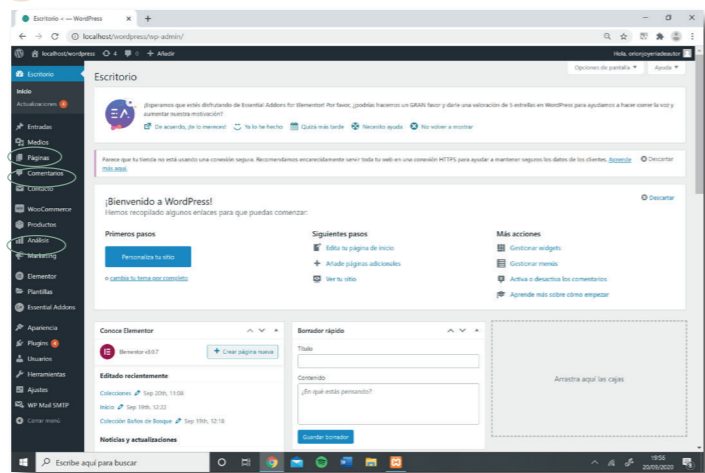 Escritorio ‹ — WordPress × +
localhost/wordpress/wp-admin/
localhost/wordpress 4 0 + Añadir
Hola, orionjoyeriadeautor
Opciones de pantalla ▼ Ayuda ▼
Escritorio
Inicio
Actualizaciones 4
Entradas
Medios
Páginas
Comentarios
Contacto
WooCommerce
Productos
Análisis
Marketing
Elementor
Plantillas
Essential Addons
Apariencia
Plugins 4
Usuarios
Herramientas
Ajustes
WP Mail SMTP
Cerrar menú
Escritorio
EA
¡Esperamos que estés disfrutando de Essential Addons for Elementor! Por favor, ¿podrías hacernos un GRAN favor y darle una valoración de 5 estrellas en WordPress para ayudarnos a hacer correr la voz y
aumentar nuestra motivación?
De acuerdo, ¡te lo mereces! Ya lo he hecho Quizá más tarde Necesito ayuda No volver a mostrar
Parece que tu tienda no está usando una conexión segura. Recomendamos encarecidamente servir toda tu web en una conexión HTTPS para ayudar a mantener seguros los datos de los clientes. Aprende
más aquí.
Descartar
¡Bienvenido a WordPress!
Hemos recopilado algunos enlaces para que puedas comenzar:
Descartar
Primeros pasos
Personaliza tu sitio
o cambia tu tema por completo
Siguientes pasos
Edita tu página de inicio
Añade páginas adicionales
Ver tu sitio
Más acciones
Gestionar widgets
Gestionar menús
Activa o desactiva los comentarios
Aprende más sobre cómo empezar
Conoce Elementor
Elementor v3.0.7
+ Crear página nueva
Editado recientemente
Colecciones Sep 20th, 11:08
Inicio Sep 19th, 12:22
Colección Baños de Bosque Sep 19th, 12:18
Noticias y actualizaciones
Borrador rápido
Título
Contenido
¿En qué estás pensando?
Guardar borrador
Arrastra aquí las cajas
Escribe aquí para buscar
19:56
20/09/2020